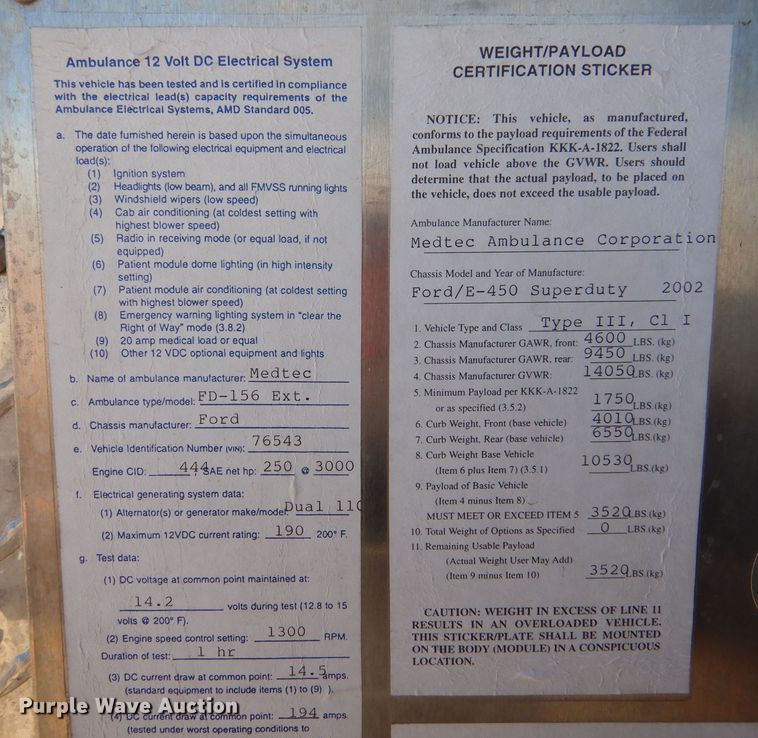 Ambulance 12 Volt DC Electrical System
This vehicle has been tested and is certified in compliance
with the electrical lead(s) capacity requirements of the
Ambulance Electrical Systems, AMD Standard 005.
a. The date furnished herein is based upon the simultaneous
operation of the following electrical equipment and electrical
load(s):
(1) Ignition system
(2) Headlights (low beam), and all FMVSS running lights
(3) Windshield wipers (low speed)
(4) Cab air conditioning (at coldest setting with
highest blower speed)
(5) Radio in receiving mode (or equal load, if not
equipped)
(6) Patient module dome lighting (in high intensity
setting)
(7) Patient module air conditioning (at coldest setting
with highest blower speed)
(8) Emergency warning lighting system in "clear the
Right of Way" mode (3.8.2)
(9) 20 amp medical load or equal
(10) Other 12 VDC optional equipment and lights
b. Name of ambulance manufacturer: Medtec
c. Ambulance type/model: FD-156 Ext.
d. Chassis manufacturer: Ford
e. Vehicle Identification Number (VIN): 76543
Engine CID: 444 SAE net hp: 250 @ 3000
f. Electrical generating system data:
(1) Alternator(s) or generator make/model: Dual 110
(2) Maximum 12VDC current rating: 190 200° F.
g. Test data:
(1) DC voltage at common point maintained at:
14.2 volts during test (12.8 to 15
volts @ 200° F).
(2) Engine speed control setting: 1300 RPM.
Duration of test: 1 hr
(3) DC current draw at common point: 14.5 amps.
(standard equipment to include items (1) to (9) ).
(4) DC current draw at common point: 194 amps.
(tested under worst operating conditions to
WEIGHT/PAYLOAD
CERTIFICATION STICKER
NOTICE: This vehicle, as manufactured,
conforms to the payload requirements of the Federal
Ambulance Specification KKK-A-1822. Users shall
not load vehicle above the GVWR. Users should
determine that the actual payload, to be placed on
the vehicle, does not exceed the usable payload.
Ambulance Manufacturer Name:
Medtec Ambulance Corporation
Chassis Model and Year of Manufacture:
Ford/E-450 Superduty 2002
1. Vehicle Type and Class Type III, Cl I
2. Chassis Manufacturer GAWR, front: 4600 LBS. (kg)
3. Chassis Manufacturer GAWR, rear: 9450 LBS. (kg)
4. Chassis Manufacturer GVWR: 14050 LBS. (kg)
5. Minimum Payload per KKK-A-1822
or as specified (3.5.2) 1750 LBS.(kg)
6. Curb Weight, Front (base vehicle) 4010 LBS.(kg)
7. Curb Weight, Rear (base vehicle) 6550 LBS.(kg)
8. Curb Weight Base Vehicle
(Item 6 plus Item 7) (3.5.1) 10530 LBS.(kg)
9. Payload of Basic Vehicle
(Item 4 minus Item 8)
MUST MEET OR EXCEED ITEM 5 3520 LBS.(kg)
10. Total Weight of Options as Specified 0 LBS.(kg)
11. Remaining Usable Payload
(Actual Weight User May Add)
(Item 9 minus Item 10) 3520 LBS.(kg)
CAUTION: WEIGHT IN EXCESS OF LINE 11
RESULTS IN AN OVERLOADED VEHICLE.
THIS STICKER/PLATE SHALL BE MOUNTED
ON THE BODY (MODULE) IN A CONSPICUOUS
LOCATION.
Purple Wave Auction